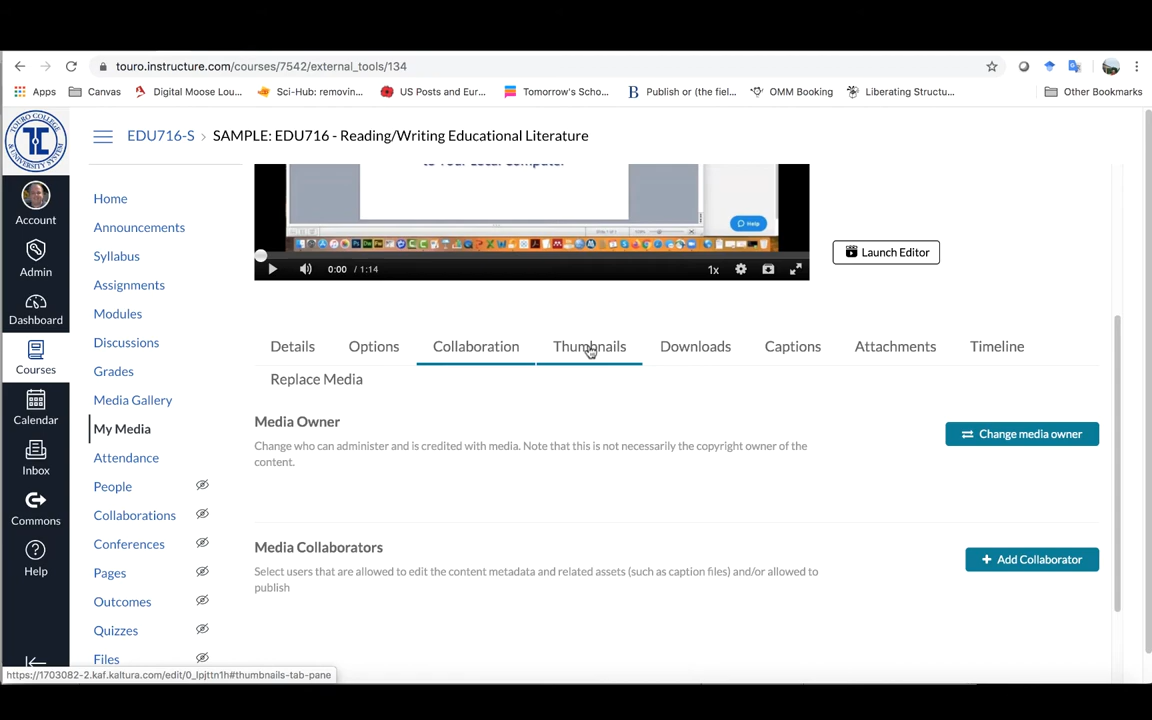 touro.instructure.com/courses/7542/external_tools/134
Apps
Canvas
Digital Moose Lou...
Sci-Hub: removin...
US Posts and Eur...
Tomorrow's Scho...
B Publish or (the fiel...
OMM Booking
Liberating Structu...
Other Bookmarks
EDU716-S > SAMPLE: EDU716 - Reading/Writing Educational Literature
Account
Admin
Dashboard
Courses
Calendar
Inbox
Commons
Help
Home
Announcements
Syllabus
Assignments
Modules
Discussions
Grades
Media Gallery
My Media
Attendance
People
Collaborations
Conferences
Pages
Outcomes
Quizzes
Files
to Your Local Computer
Help
0:00 / 1:14
1x
Launch Editor
Details
Options
Collaboration
Thumbnails
Downloads
Captions
Attachments
Timeline
Replace Media
Media Owner
Change who can administer and is credited with media. Note that this is not necessarily the copyright owner of the
content.
Change media owner
Media Collaborators
Select users that are allowed to edit the content metadata and related assets (such as caption files) and/or allowed to
publish
+ Add Collaborator
https://1703082-2.kaf.kaltura.com/edit/0_lpjttn1h#thumbnails-tab-pane